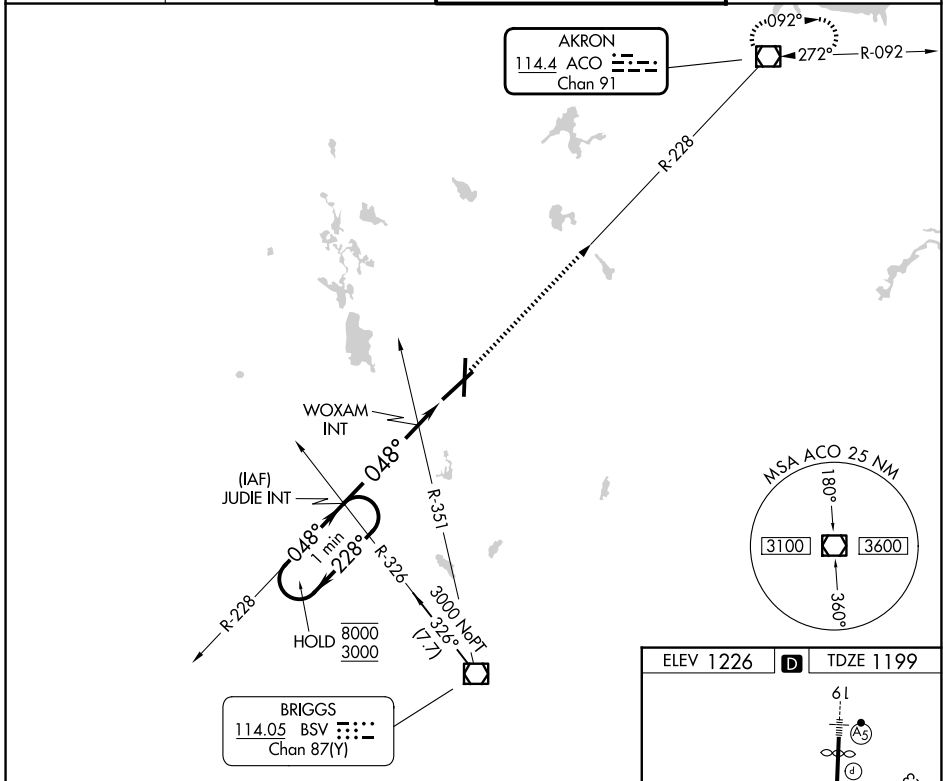 092°
AKRON
114.4 ACO
Chan 91
272°
R-092
R-228
WOXAM
INT
048°
(IAF)
JUDIE INT
MSA ACO 25 NM
180°
3100
3600
360°
R-351
048°
1 min
228°
R-326
R-228
3000 NoPT
326°
(7.7)
HOLD
8000
3000
BRIGGS
114.05 BSV
Chan 87(Y)
ELEV 1226
D
TDZE 1199
19
A5
P